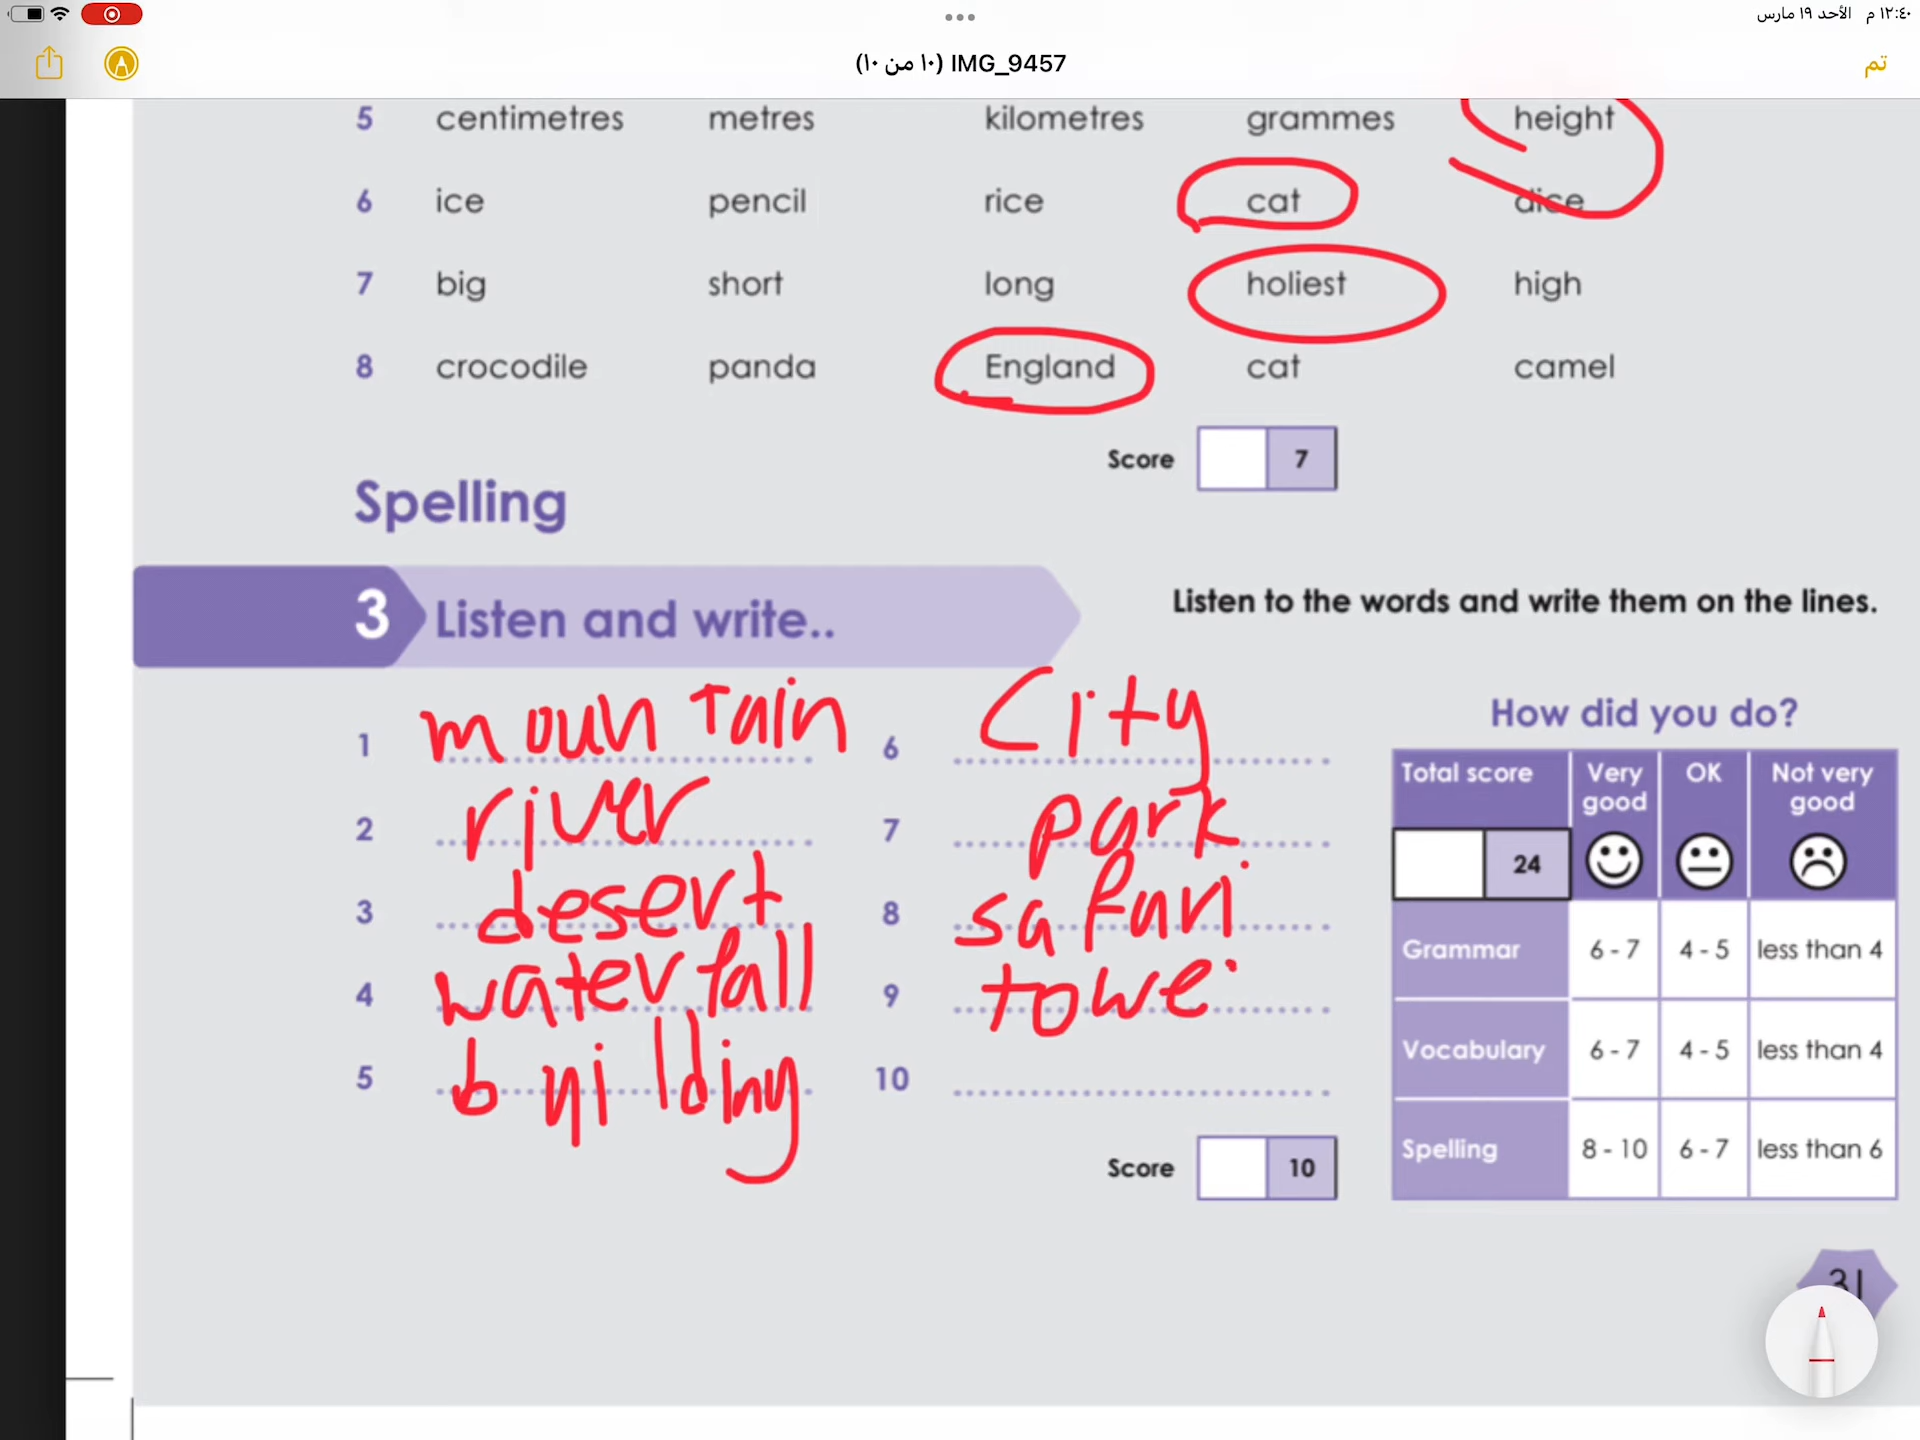 ١٢:٤٠ م الأحد ١٩ مارس
IMG_9457 (١٠ من ١٠)
تم
5 centimetres metres kilometres grammes height
6 ice pencil rice cat dice
7 big short long holiest high
8 crocodile panda England cat camel
Score 7
Spelling
3 Listen and write..
Listen to the words and write them on the lines.
1 mountain
2 river
3 desert
4 waterfall
5 building
6 City
7 park
8 safari
9 towe
10
Score 10
How did you do?
Total score Very good OK Not very good
24
Grammar 6 - 7 4 - 5 less than 4
Vocabulary 6 - 7 4 - 5 less than 4
Spelling 8 - 10 6 - 7 less than 6
31